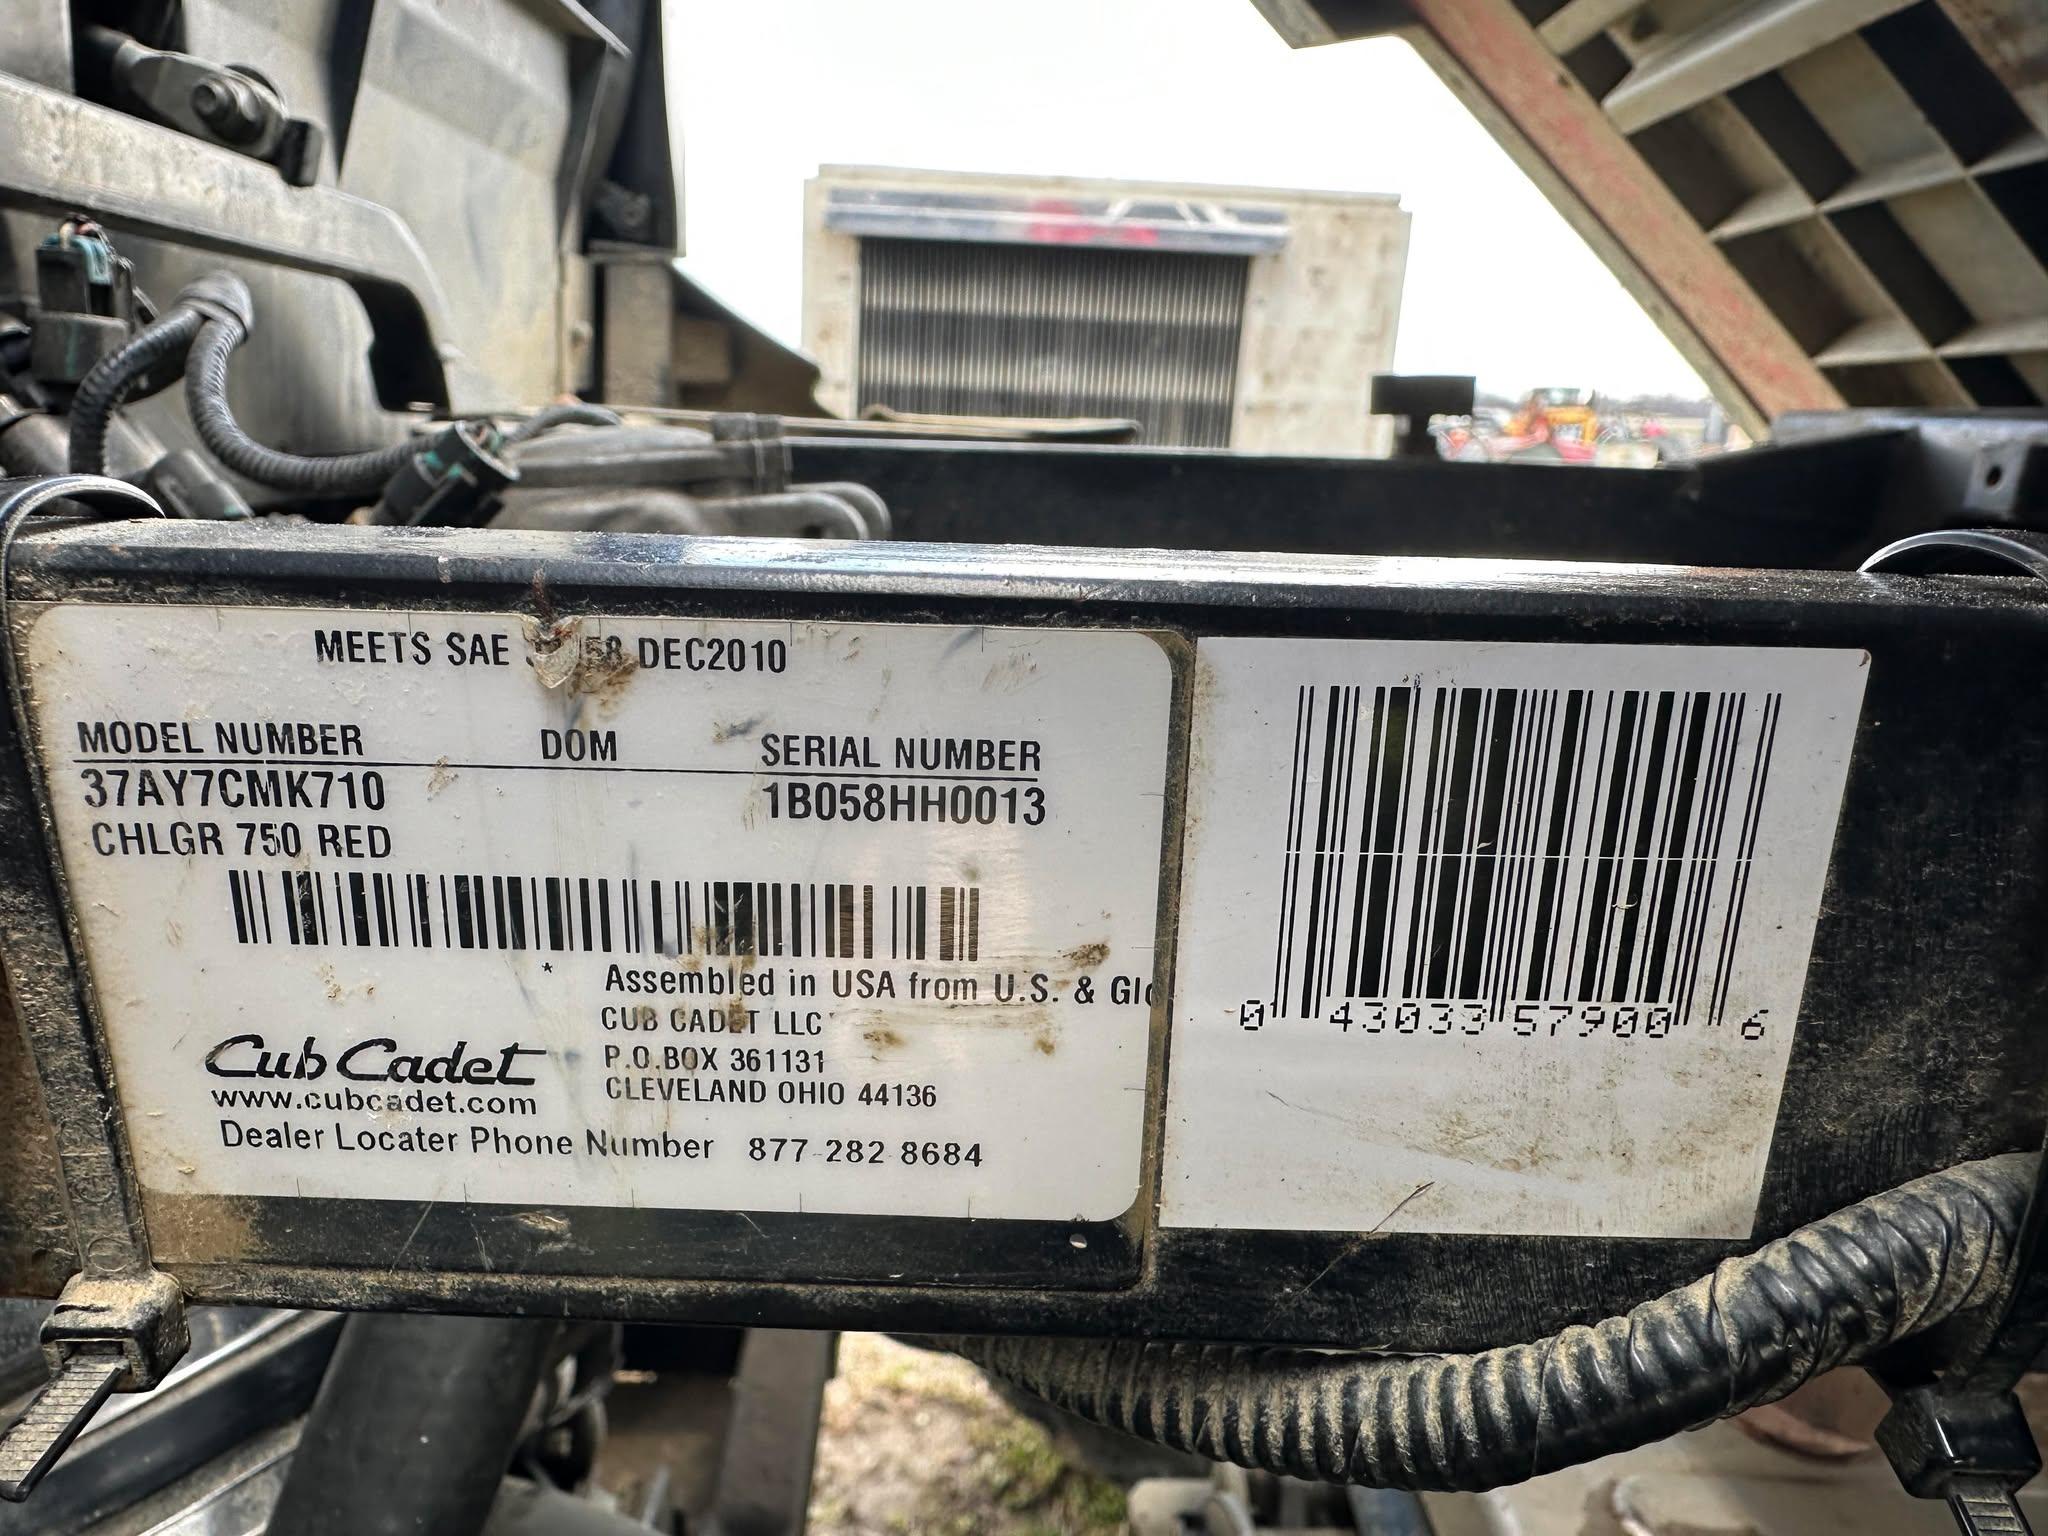 MEETS SAE 58 DEC2010
MODEL NUMBER DOM SERIAL NUMBER
37AY7CMK710 1B058HH0013
CHLGR 750 RED
* Assembled in USA from U.S. & Glo
CUB CADET LLC
P.O.BOX 361131
CLEVELAND OHIO 44136
Cub Cadet
www.cubcadet.com
Dealer Locater Phone Number 877-282-8684
0 43033 57900 6